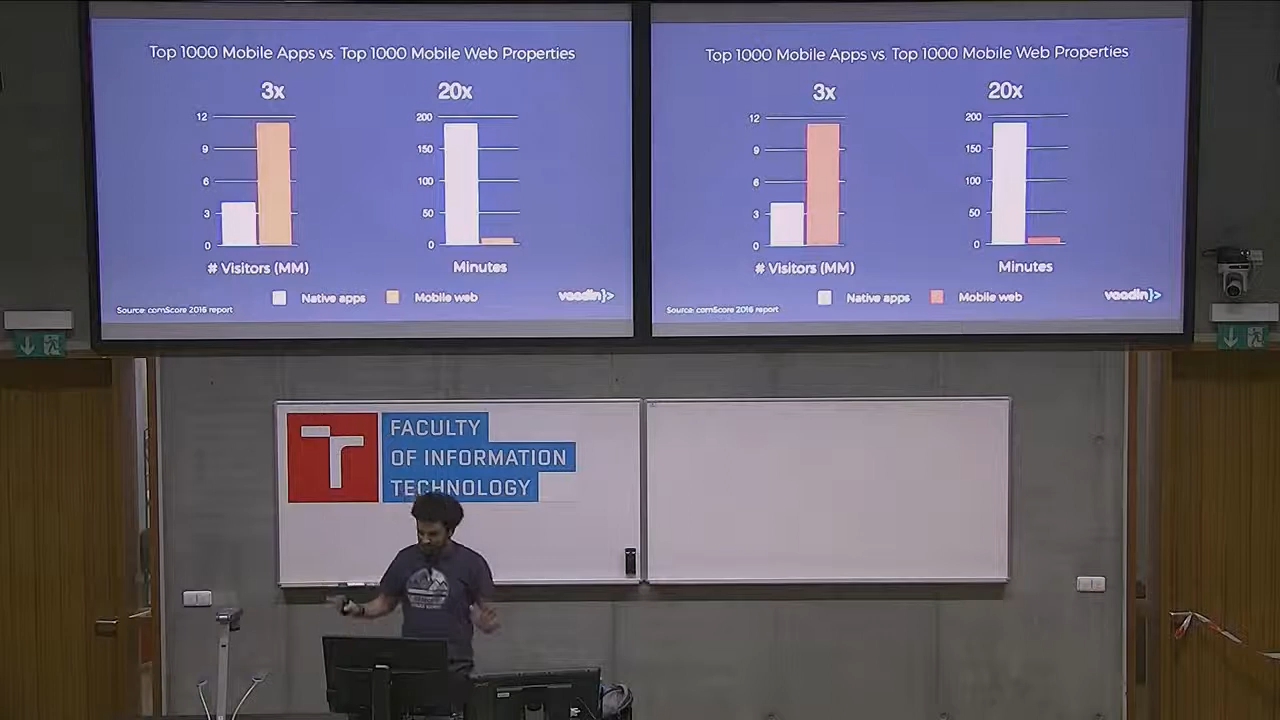 Top 1000 Mobile Apps vs. Top 1000 Mobile Web Properties
3x
20x
12
9
6
3
0
200
150
100
50
0
# Visitors (MM)
Minutes
Native apps
Mobile web
Source: comScore 2016 report
vaadin}>
Top 1000 Mobile Apps vs. Top 1000 Mobile Web Properties
3x
20x
12
9
6
3
0
200
150
100
50
0
# Visitors (MM)
Minutes
Native apps
Mobile web
Source: comScore 2016 report
vaadin}>
FACULTY
OF INFORMATION
TECHNOLOGY